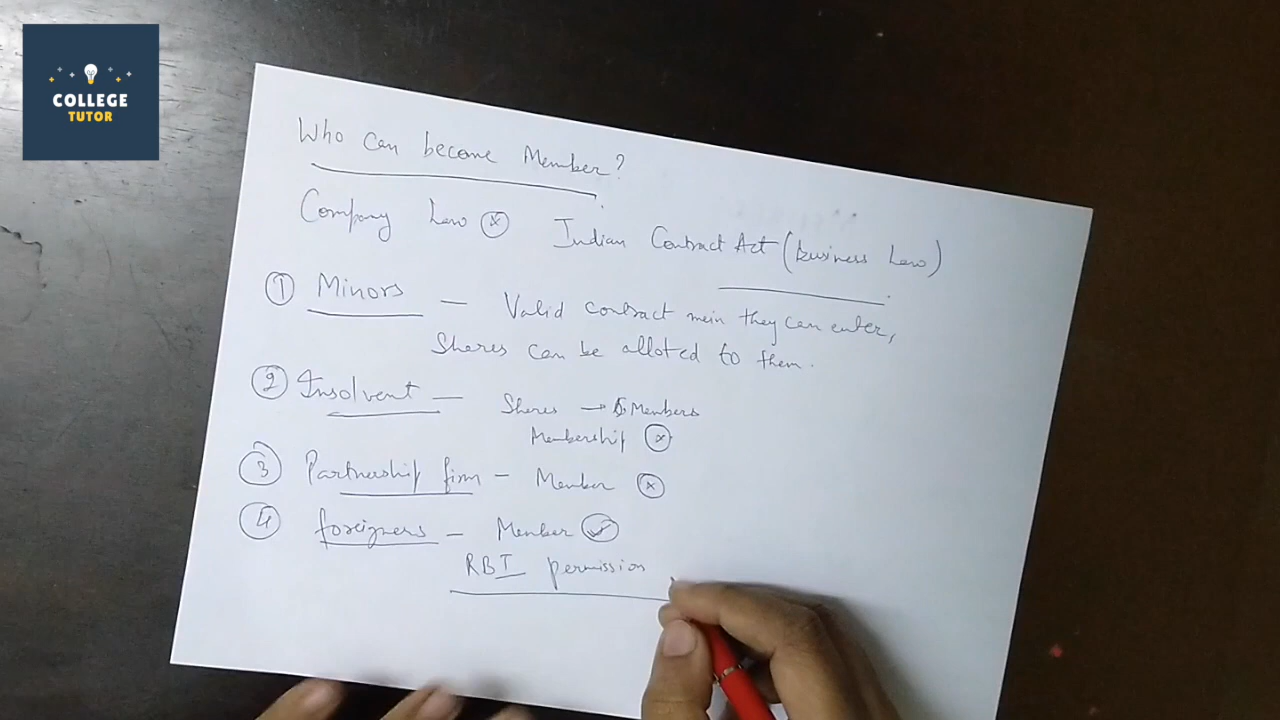 COLLEGE
TUTOR
Who can become Member?
Company Law ⓧ Indian Contract Act (Business Law)
① Minors — Valid contract mein they can enter,
Shares can be alloted to them.
② Insolvent — Shares → Members
Membership ⓧ
③ Partnership firm — Member ⓧ
④ foreigners — Member ✓
RBI permission